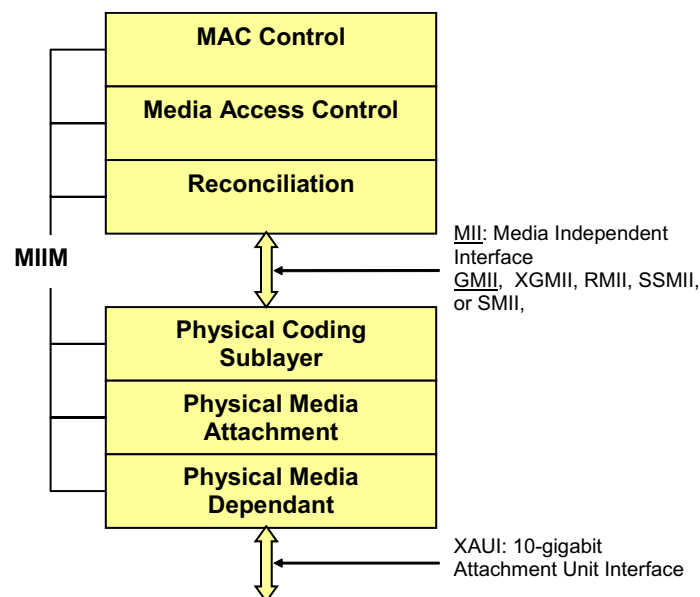 MAC Control
Media Access Control
Reconciliation
MIIM
MII: Media Independent
Interface
GMII,  XGMII, RMII, SSMII,
or SMII,
Physical Coding
Sublayer
Physical Media
Attachment
Physical Media
Dependant
XAUI: 10-gigabit
Attachment Unit Interface